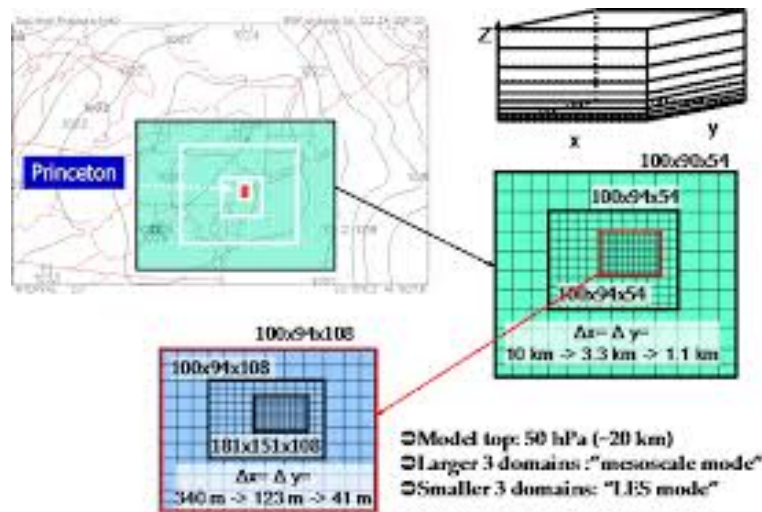 Z
x
y
Princeton
100x90x54
100x94x54
100x94x54
Δx= Δ y=
10 km -> 3.3 km -> 1.1 km
100x94x108
100x94x108
181x151x108
Δx= Δ y=
340 m -> 123 m -> 41 m
➲Model top: 50 hPa (~20 km)
➲Larger 3 domains :"mesoscale mode"
➲Smaller 3 domains: "LES mode"